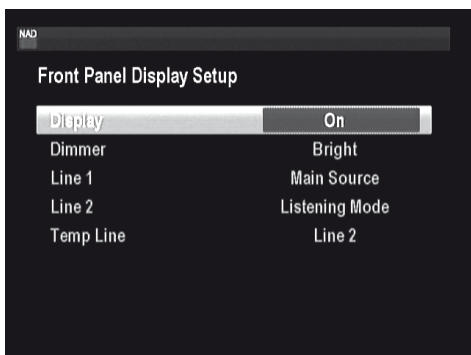 NAD
Front Panel Display Setup
Display On
Dimmer Bright
Line 1 Main Source
Line 2 Listening Mode
Temp Line Line 2